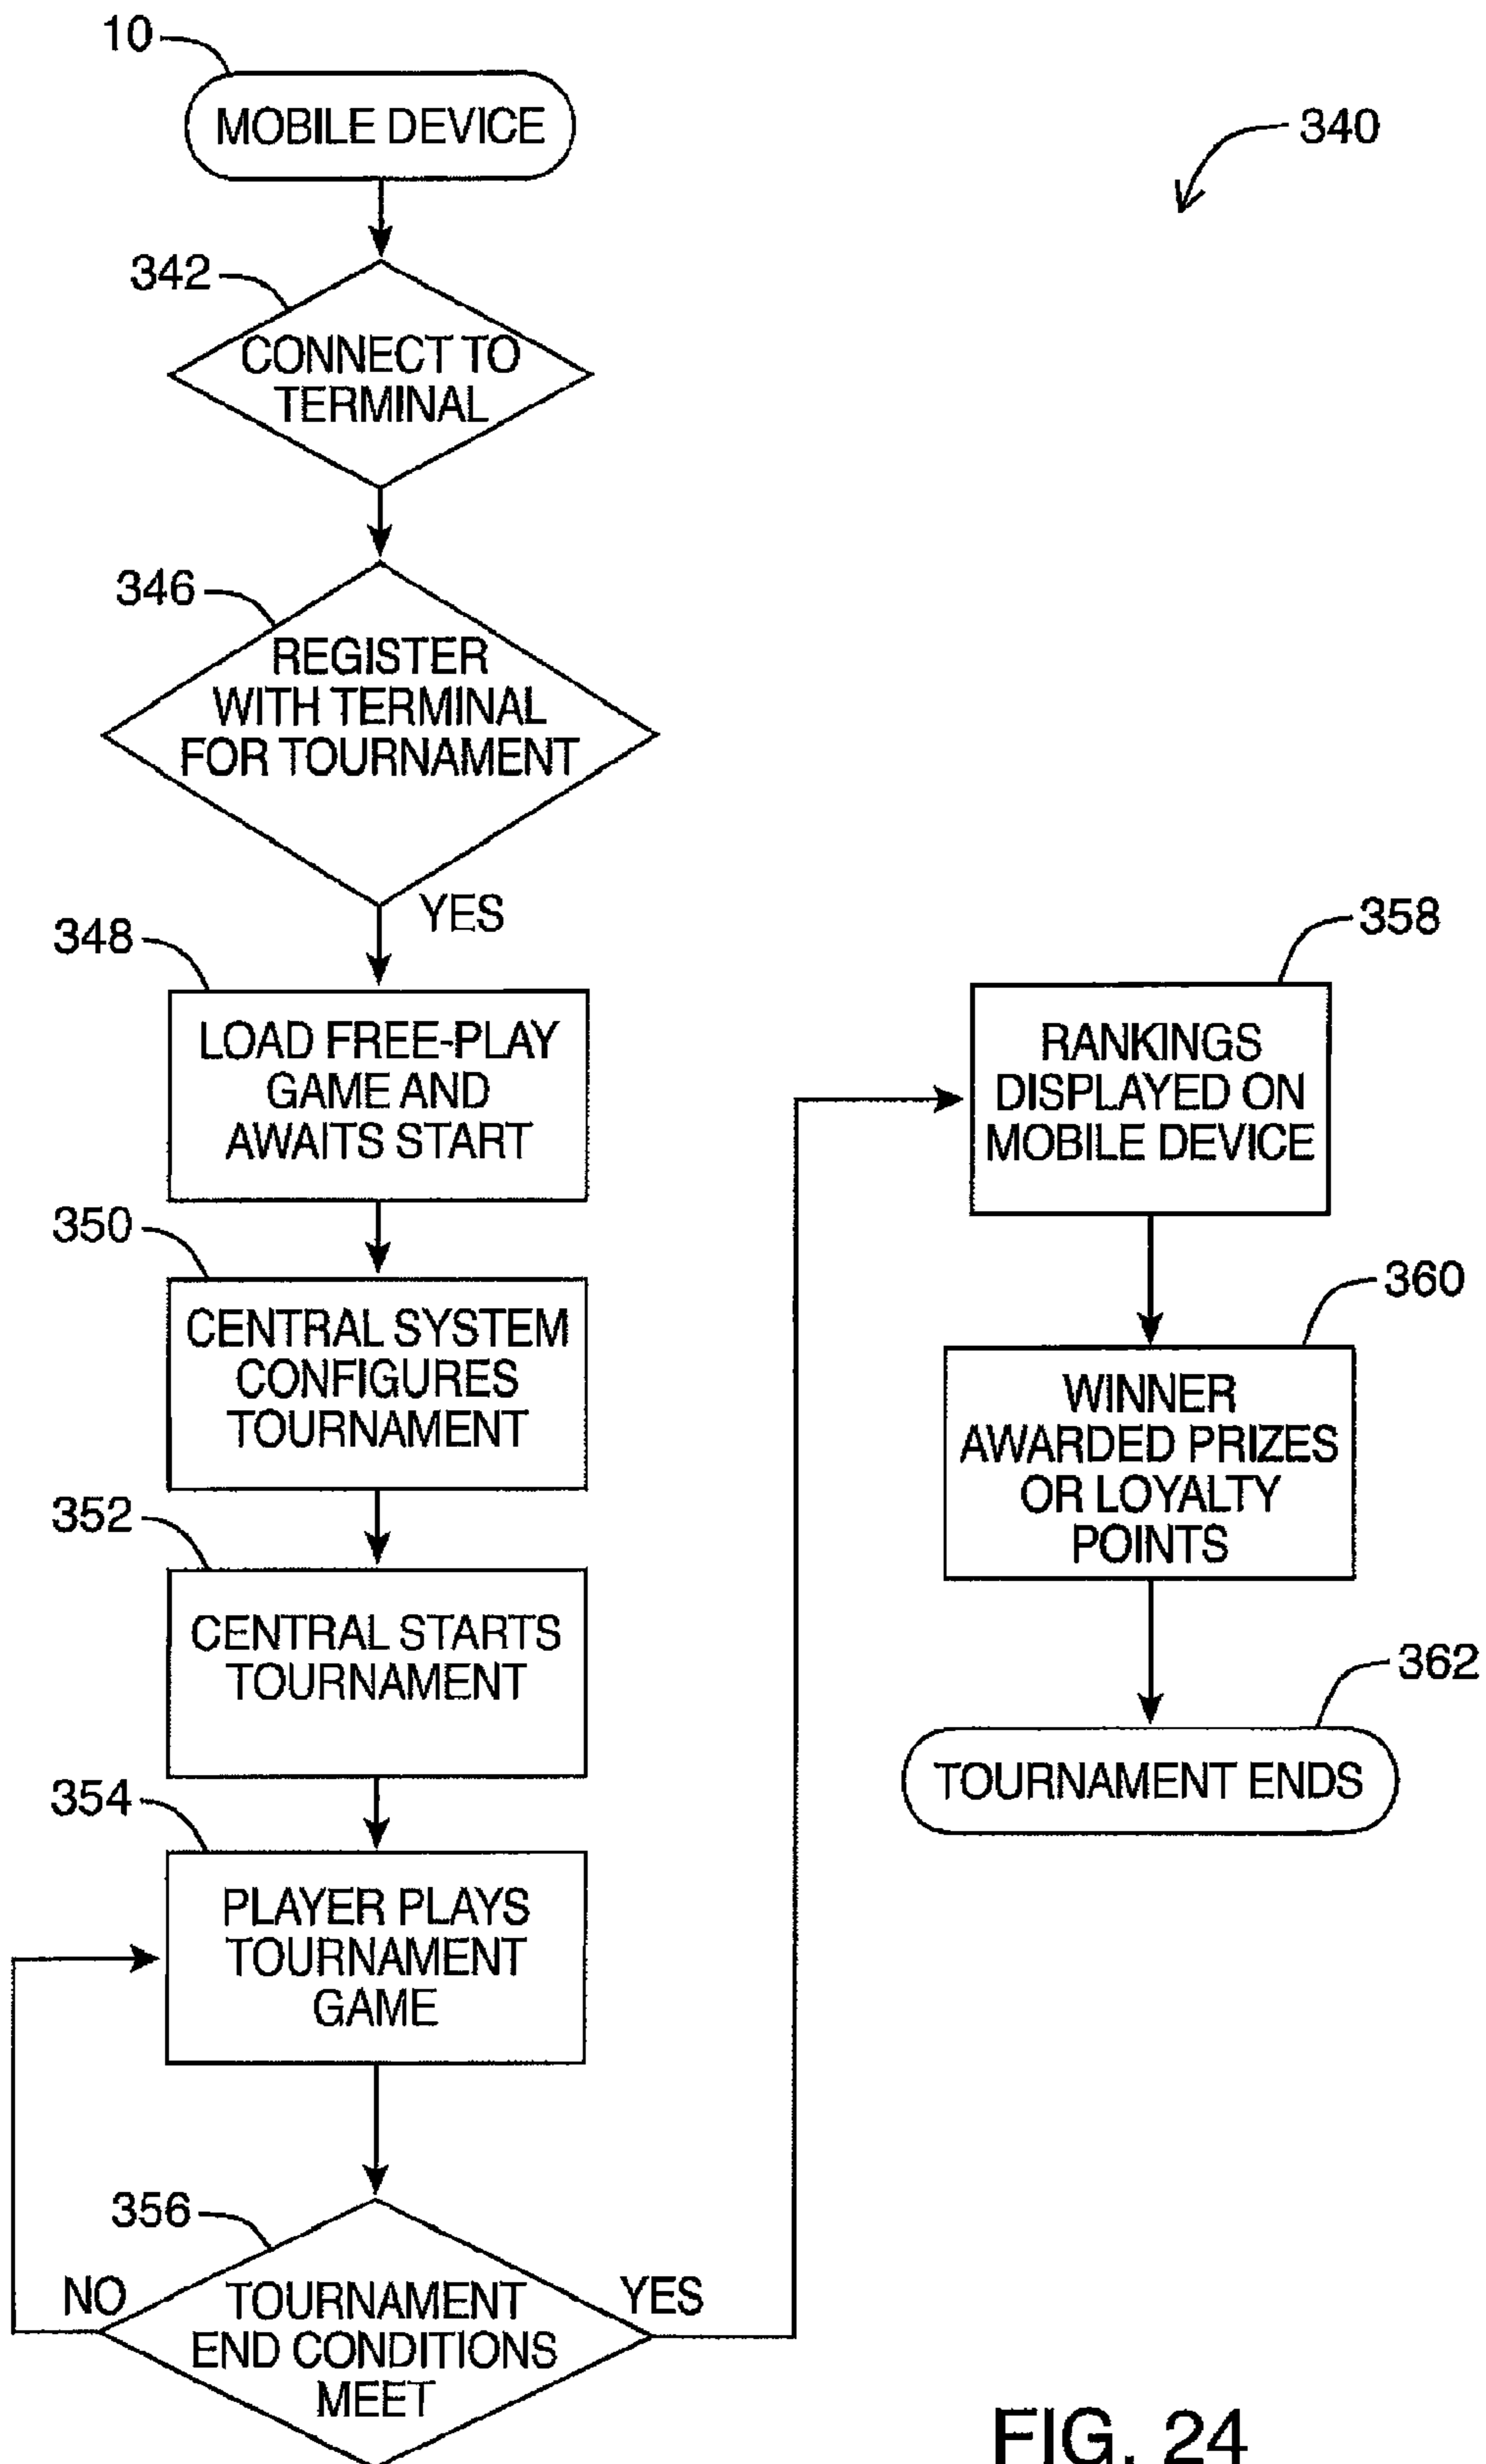 10
MOBILE DEVICE
340
342
CONNECT TO
TERMINAL
346
REGISTER
WITH TERMINAL
FOR TOURNAMENT
YES
348
LOAD FREE-PLAY
GAME AND
AWAITS START
350
CENTRAL SYSTEM
CONFIGURES
TOURNAMENT
352
CENTRAL STARTS
TOURNAMENT
354
PLAYER PLAYS
TOURNAMENT
GAME
356
NO
TOURNAMENT
END CONDITIONS
MEET
YES
358
RANKINGS
DISPLAYED ON
MOBILE DEVICE
360
WINNER
AWARDED PRIZES
OR LOYALTY
POINTS
362
TOURNAMENT ENDS
FIG. 24